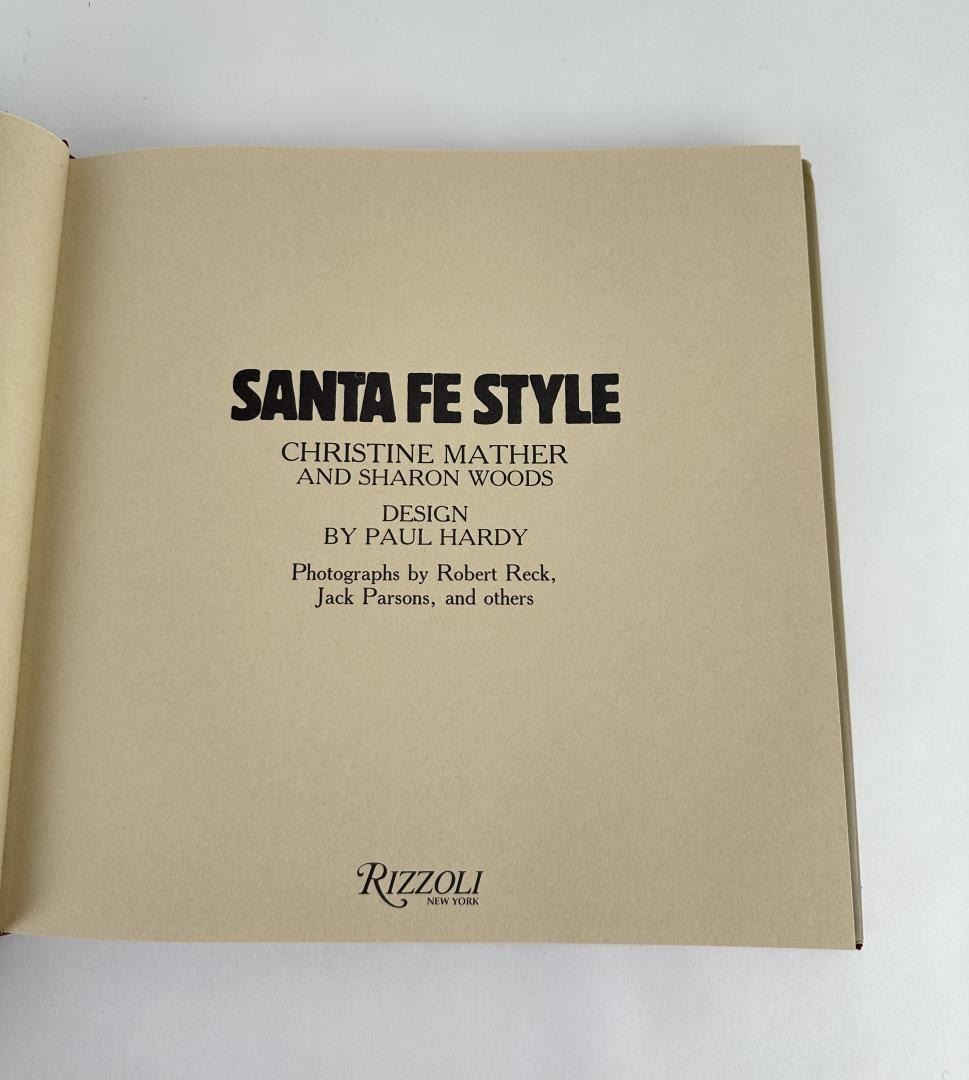 SANTA FE STYLE
CHRISTINE MATHER
AND SHARON WOODS
DESIGN
BY PAUL HARDY
Photographs by Robert Reck,
Jack Parsons, and others
RIZZOLI
NEW YORK